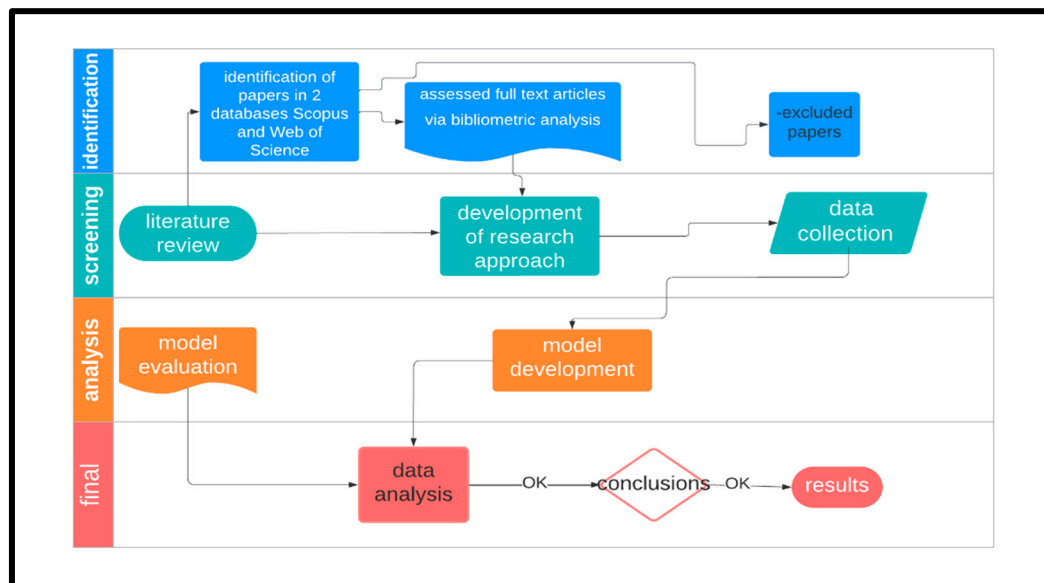 identification
identification of
papers in 2
databases Scopus
and Web of
Science
assessed full text articles
via bibliometric analysis
-excluded
papers
screening
literature
review
development
of research
approach
data
collection
analysis
model
evaluation
model
development
final
data
analysis
OK
conclusions
OK
results